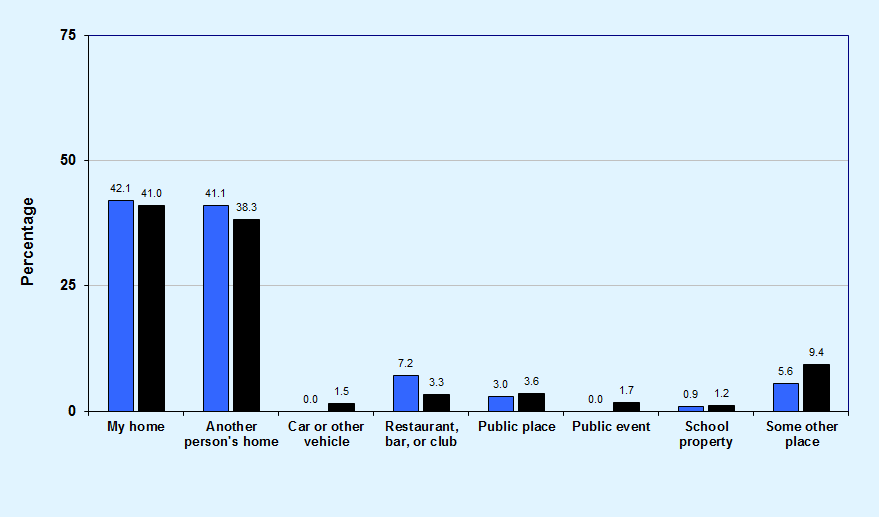 75
50
25
0
Percentage
42.1
41.0
41.1
38.3
0.0
1.5
7.2
3.3
3.0
3.6
0.0
1.7
0.9
1.2
5.6
9.4
My home
Another
person's home
Car or other
vehicle
Restaurant,
bar, or club
Public place
Public event
School
property
Some other
place